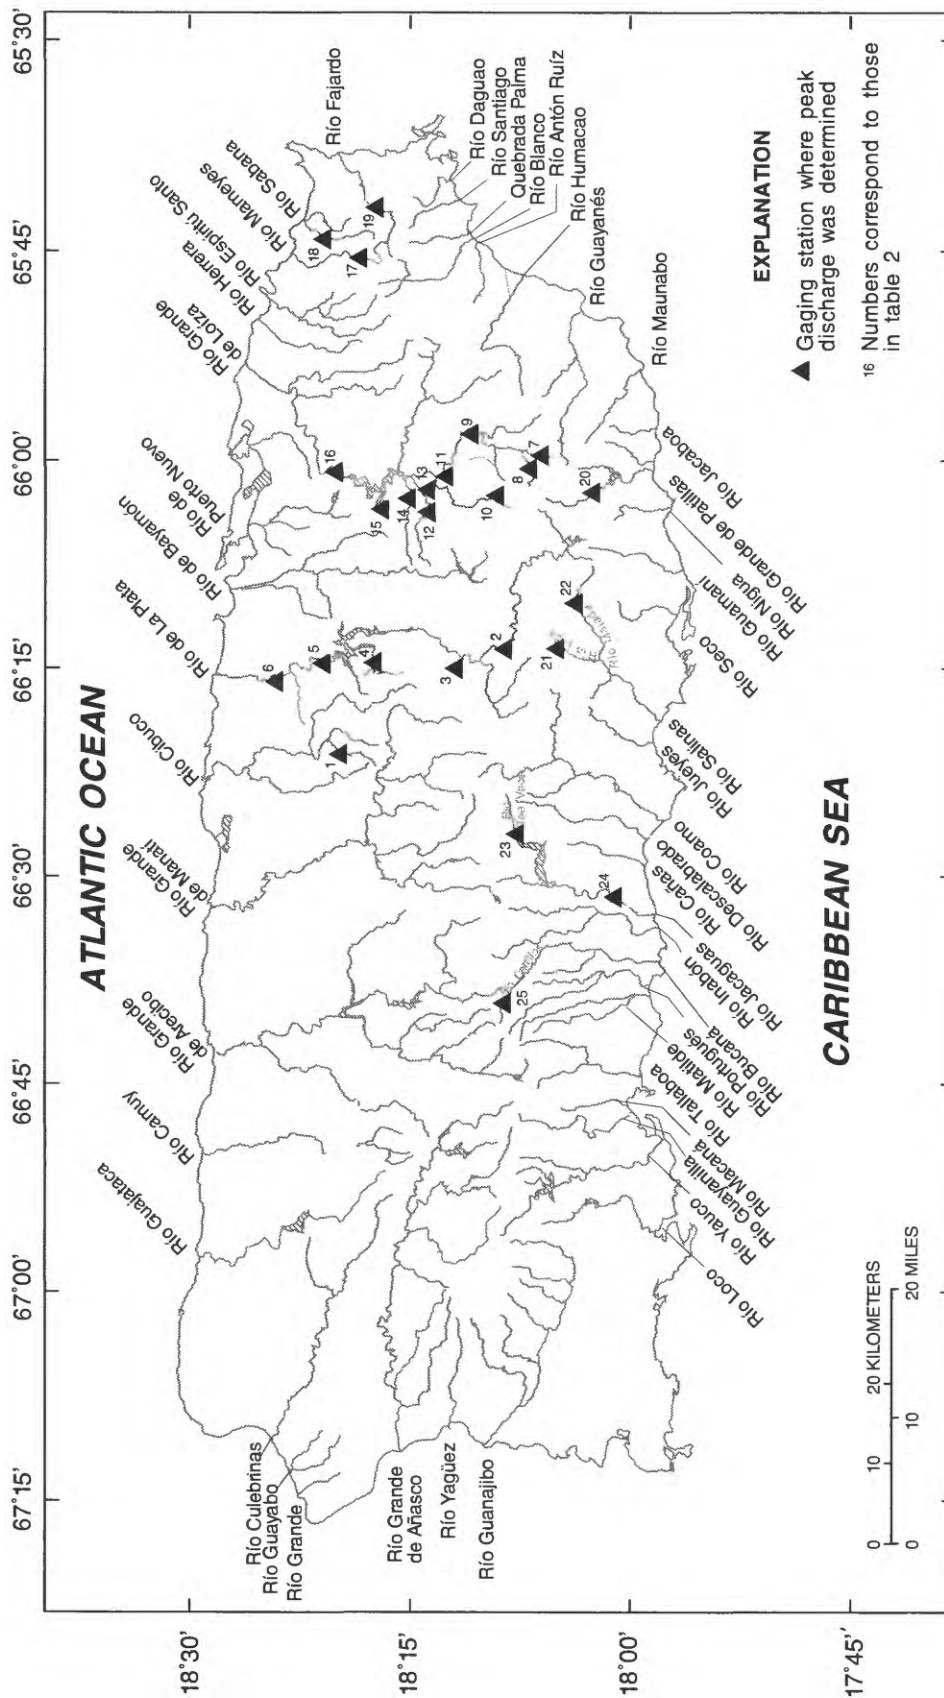 67°15'
67°00'
66°45'
66°30'
66°15'
66°00'
65°45'
65°30'
18°30'
18°15'
18°00'
17°45'
ATLANTIC OCEAN
CARIBBEAN SEA
Río Guajataca
Río Camuy
Río Grande
de Arecibo
Río Grande
de Manatí
Río Cibuco
Río de La Plata
Río de Bayamón
Río de
Puerto Nuevo
Río Grande
de Loíza
Río Herrera
Río Espíritu Santo
Río Mameyes
Río Sabana
Río Fajardo
Río Daguao
Río Santiago
Quebrada Palma
Río Blanco
Río Antón Ruíz
Río Humacao
Río Guayanés
Río Maunabo
Río Jacaboa
Río Grande de Patillas
Río Nigua
Río Guamaní
Río Seco
Río Salinas
Río Jueyes
Río Coamo
Río Descalabrado
Río Cañas
Río Jacaguas
Río Inabón
Río Bucaná
Río Portugués
Río Matilde
Río Tallaboa
Río Macaná
Río Guayanilla
Río Yauco
Río Loco
Río Culebrinas
Río Guayabo
Río Grande
Río Grande
de Añasco
Río Yagüez
Río Guanajibo
1
2
3
4
5
6
7
8
9
10
11
12
13
14
15
16
17
18
19
20
21
22
23
24
25
EXPLANATION
Gaging station where peak
discharge was determined
16 Numbers correspond to those
in table 2
0 10 20 KILOMETERS
0 10 20 MILES